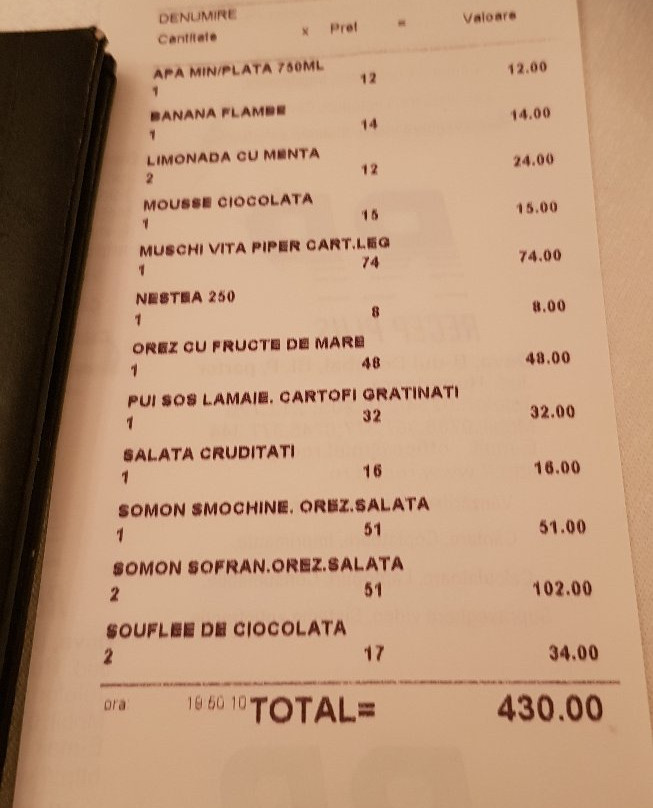 DENUMIRE
Cantitate x Pret = Valoare
APA MIN/PLATA 750ML
1 12 12.00
BANANA FLAMBE
1 14 14.00
LIMONADA CU MENTA
2 12 24.00
MOUSSE CIOCOLATA
1 15 15.00
MUSCHI VITA PIPER CART.LEG
1 74 74.00
NESTEA 250
1 8 8.00
OREZ CU FRUCTE DE MARE
1 48 48.00
PUI SOS LAMAIE. CARTOFI GRATINATI
1 32 32.00
SALATA CRUDITATI
1 16 16.00
SOMON SMOCHINE. OREZ.SALATA
1 51 51.00
SOMON SOFRAN.OREZ.SALATA
2 51 102.00
SOUFLEE DE CIOCOLATA
2 17 34.00
ora: TOTAL= 430.00